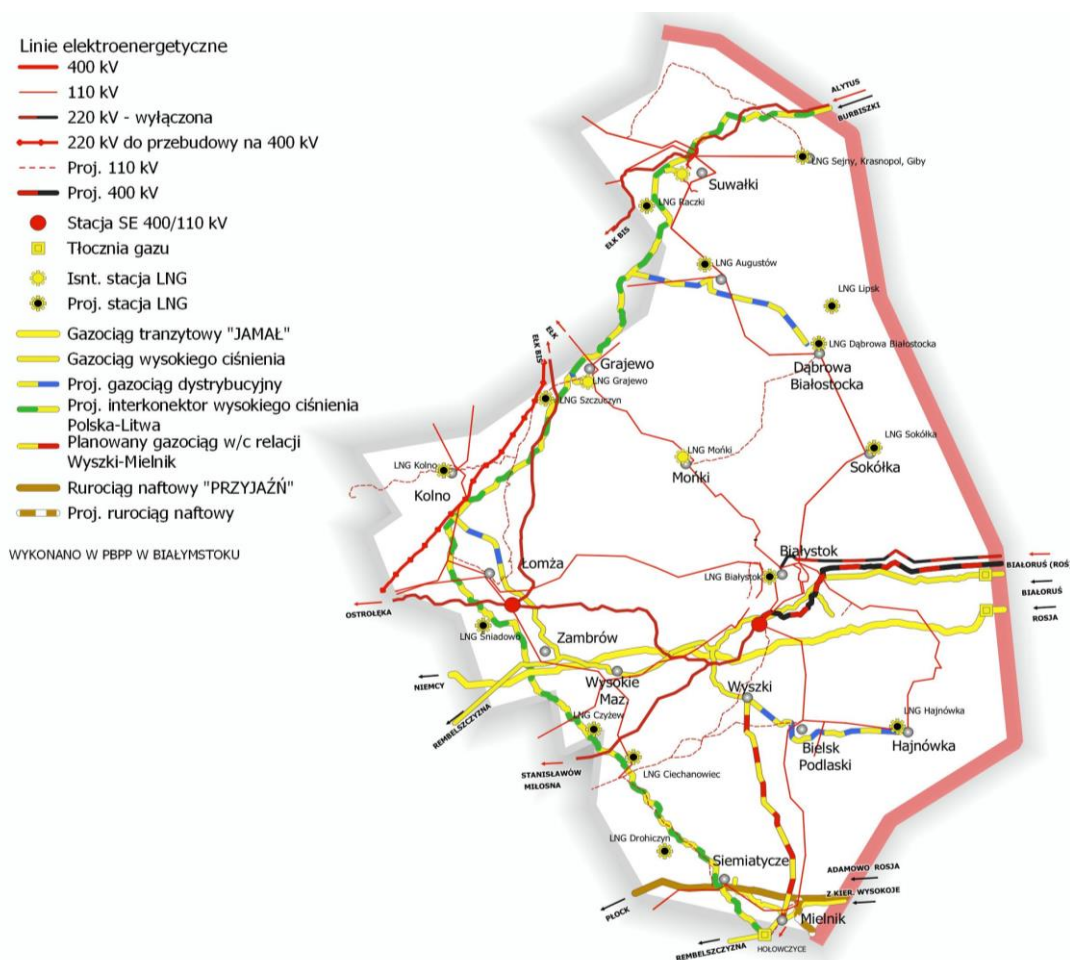 Linie elektroenergetyczne
400 kV
110 kV
220 kV - wyłączona
220 kV do przebudowy na 400 kV
Proj. 110 kV
Proj. 400 kV
Stacja SE 400/110 kV
Tłocznia gazu
Isnt. stacja LNG
Proj. stacja LNG
Gazociąg tranzytowy "JAMAŁ"
Gazociąg wysokiego ciśnienia
Proj. gazociąg dystrybucyjny
Proj. interkonektor wysokiego ciśnienia
Polska-Litwa
Planowany gazociąg w/c relacji
Wyszki-Mielnik
Rurociąg naftowy "PRZYJAŹŃ"
Proj. rurociąg naftowy
WYKONANO W PBPP W BIAŁYMSTOKU
ALYTUS
BURBISZKI
LNG Sejny, Krasnopol, Giby
Suwałki
LNG Raczki
EŁK BIS
LNG Augustów
LNG Lipsk
EŁK
EŁK BIS
LNG Dąbrowa Białostocka
Grajewo
Dąbrowa
Białostocka
LNG Grajewo
LNG Szczuczyn
LNG Sokółka
LNG Mońki
Sokółka
LNG Kolno
Mońki
Kolno
Białystok
Łomża
BIAŁORUŚ (ROŚ
LNG Białystok
BIAŁORUŚ
OSTROŁĘKA
ROSJA
LNG Śniadowo
Zambrów
NIEMCY
Wysokie
Maz.
Wyszki
REMBELSZCZYZNA
LNG Czyżew
LNG Hajnówka
Bielsk
Podlaski
Hajnówka
STANISŁAWÓW
MIŁOSNA
LNG Ciechanowiec
LNG Drohiczyn
Siemiatycze
ADAMOWO ROSJA
Z KIER. WYSOKOJE
PŁOCK
Mielnik
REMBELSZCZYZNA
HOŁOWCZYCE